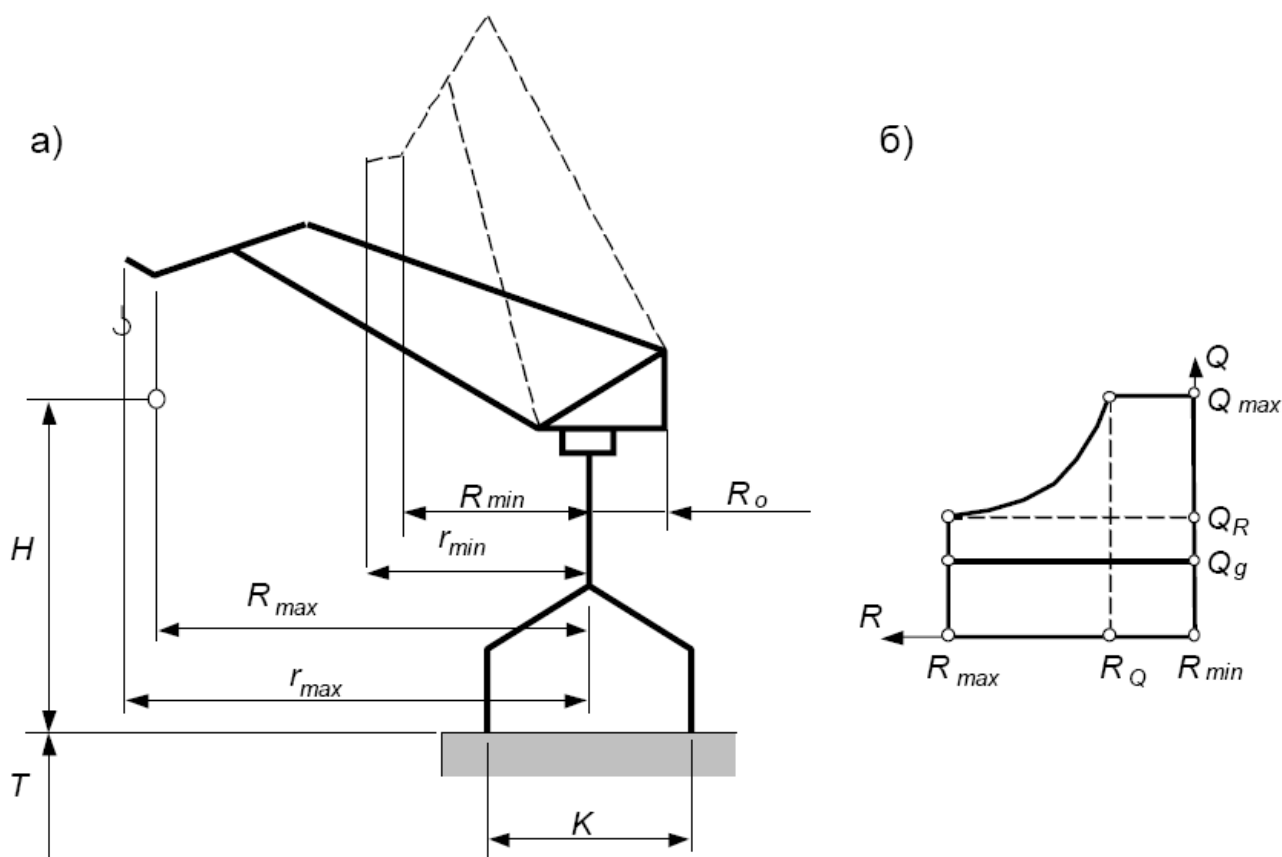 а)
б)
Q
Q max
R min
R o
Q R
r min
H
Q g
R max
R
r max
R max
R Q
R min
T
K